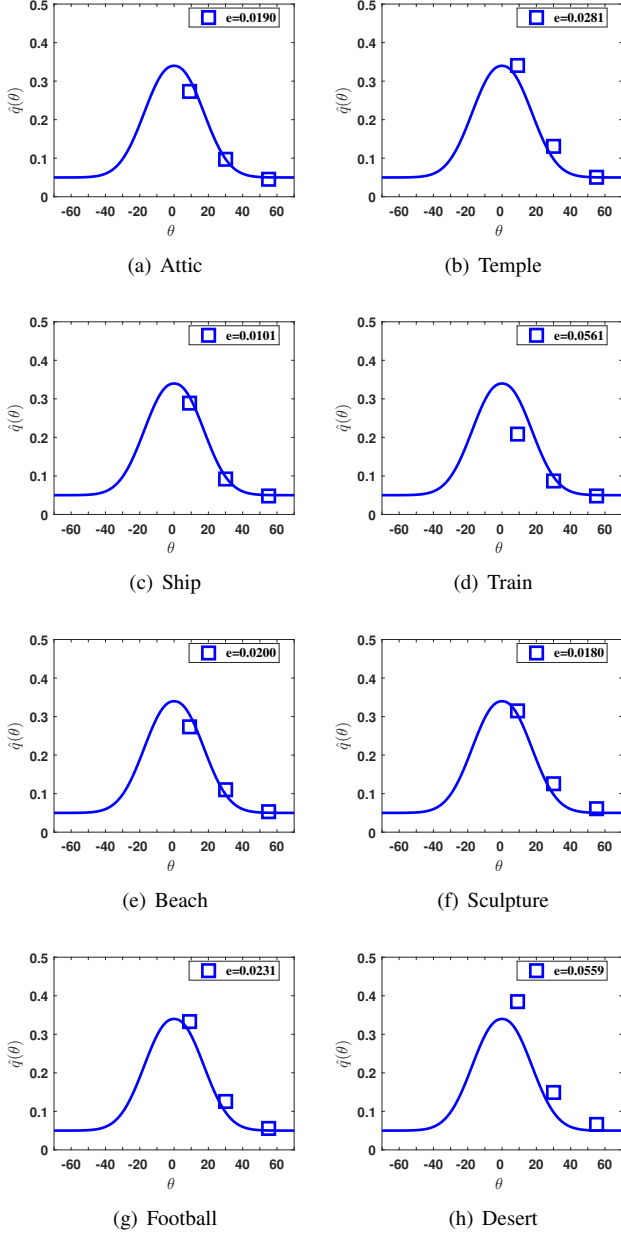 0.5
0.4
0.3
0.2
0.1
0
q̂(θ)
-60 -40 -20 0 20 40 60
θ
e=0.0190
(a) Attic
0.5
0.4
0.3
0.2
0.1
0
q̂(θ)
-60 -40 -20 0 20 40 60
θ
e=0.0281
(b) Temple
0.5
0.4
0.3
0.2
0.1
0
q̂(θ)
-60 -40 -20 0 20 40 60
θ
e=0.0101
(c) Ship
0.5
0.4
0.3
0.2
0.1
0
q̂(θ)
-60 -40 -20 0 20 40 60
θ
e=0.0561
(d) Train
0.5
0.4
0.3
0.2
0.1
0
q̂(θ)
-60 -40 -20 0 20 40 60
θ
e=0.0200
(e) Beach
0.5
0.4
0.3
0.2
0.1
0
q̂(θ)
-60 -40 -20 0 20 40 60
θ
e=0.0180
(f) Sculpture
0.5
0.4
0.3
0.2
0.1
0
q̂(θ)
-60 -40 -20 0 20 40 60
θ
e=0.0231
(g) Football
0.5
0.4
0.3
0.2
0.1
0
q̂(θ)
-60 -40 -20 0 20 40 60
θ
e=0.0559
(h) Desert